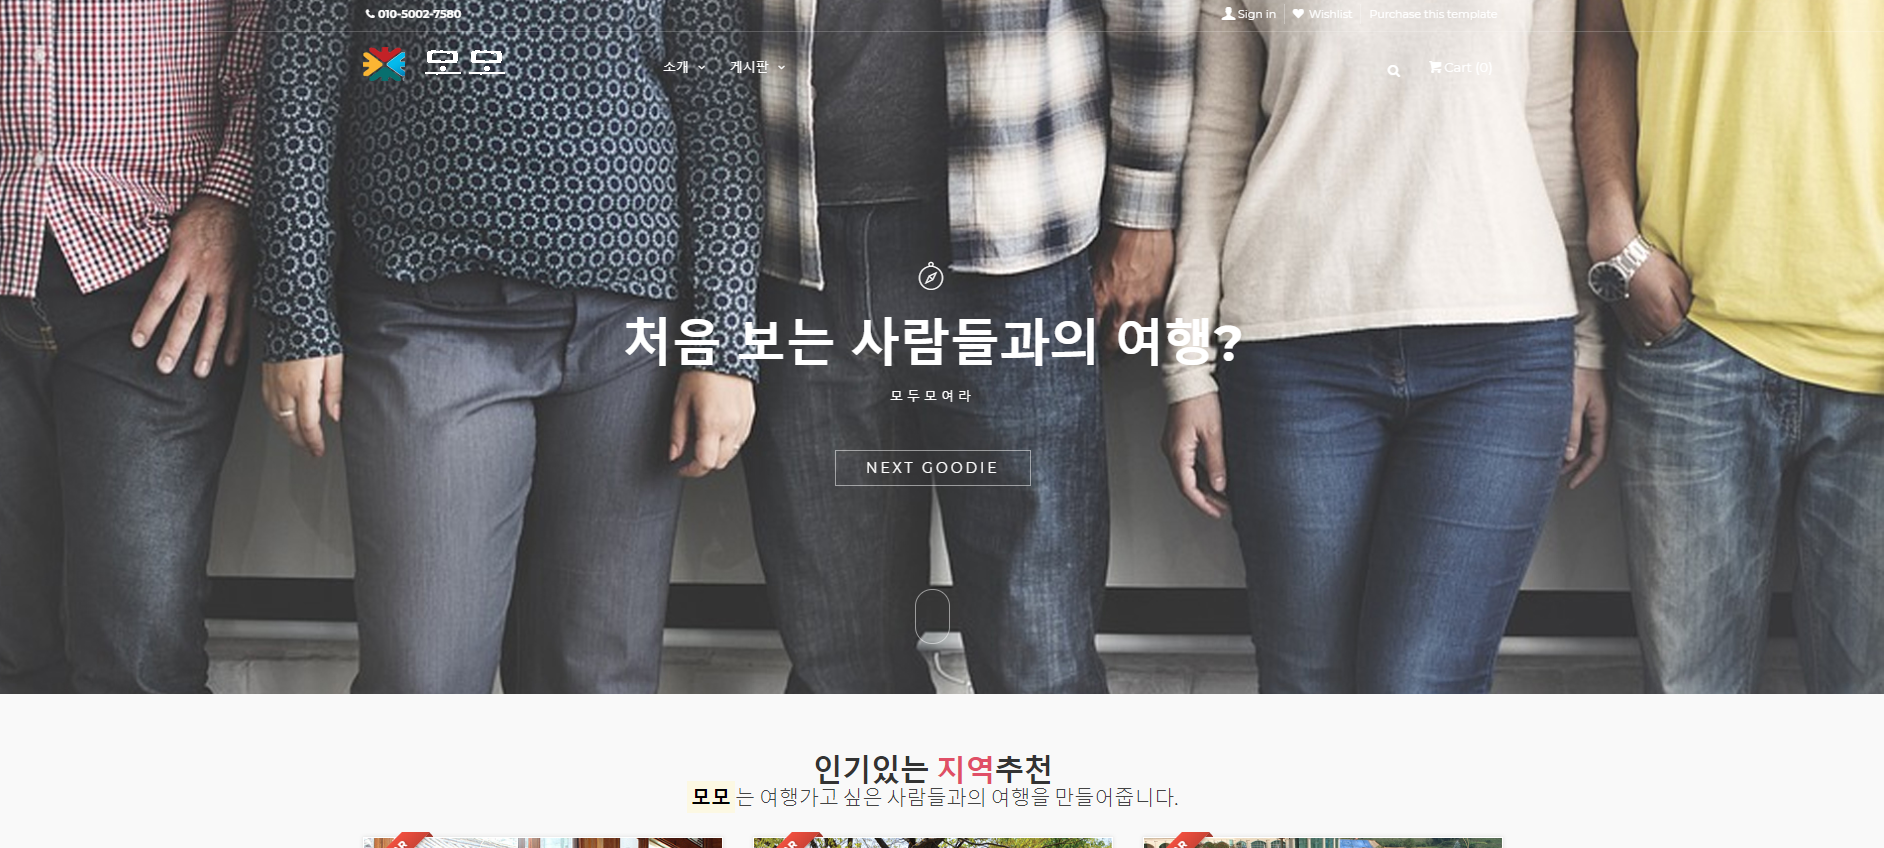 010-5002-7580
Sign in
Wishlist
Purchase this template
모모
소개
게시판
Cart (0)
처음 보는 사람들과의 여행?
모두모여라
NEXT GOODIE
인기있는 지역추천
모모 는 여행가고 싶은 사람들과의 여행을 만들어줍니다.